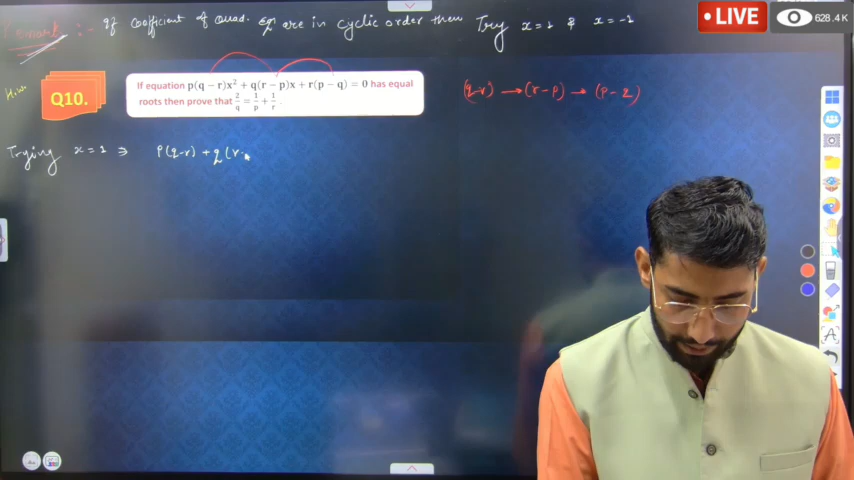 Remark :- If Coefficient of Quad. Eqn are in cyclic order then Try x = 1 & x = -1
LIVE
628.4K
H.w.
Q10.
If equation p(q − r)x² + q(r − p)x + r(p − q) = 0 has equal
roots then prove that 2/q = 1/p + 1/r .
(q-r) → (r-p) → (p-q)
Trying x = 1 ⇒ P(q-r) + q(r-